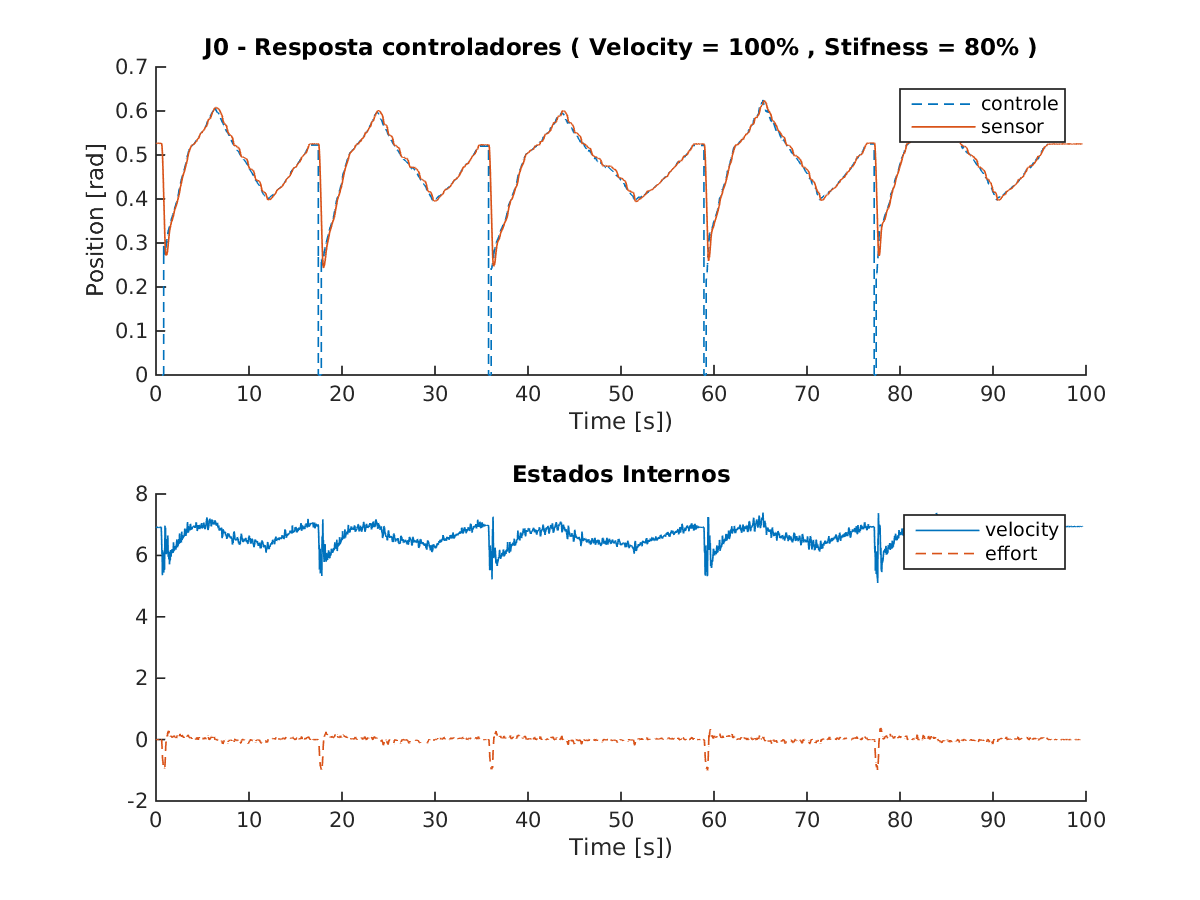 J0 - Resposta controladores ( Velocity = 100% , Stifness = 80% )
0.7
0.6
0.5
0.4
0.3
0.2
0.1
0
Position [rad]
controle
sensor
0 10 20 30 40 50 60 70 80 90 100
Time [s])
Estados Internos
8
6
4
2
0
-2
velocity
effort
0 10 20 30 40 50 60 70 80 90 100
Time [s])